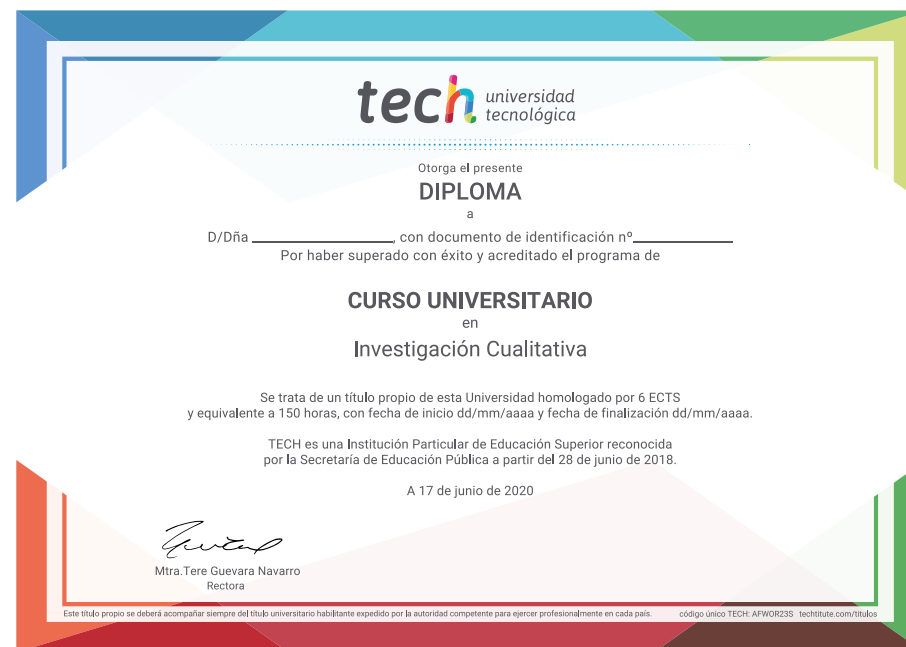 tech universidad
tecnológica
Otorga el presente
DIPLOMA
a
D/Dña ____________________, con documento de identificación nº______________
Por haber superado con éxito y acreditado el programa de
CURSO UNIVERSITARIO
en
Investigación Cualitativa
Se trata de un título propio de esta Universidad homologado por 6 ECTS
y equivalente a 150 horas, con fecha de inicio dd/mm/aaaa y fecha de finalización dd/mm/aaaa.
TECH es una Institución Particular de Educación Superior reconocida
por la Secretaría de Educación Pública a partir del 28 de junio de 2018.
A 17 de junio de 2020
Mtra.Tere Guevara Navarro
Rectora
Este título propio se deberá acompañar siempre del título universitario habilitante expedido por la autoridad competente para ejercer profesionalmente en cada país. código único TECH: AFWOR23S techtitute.com/titulos